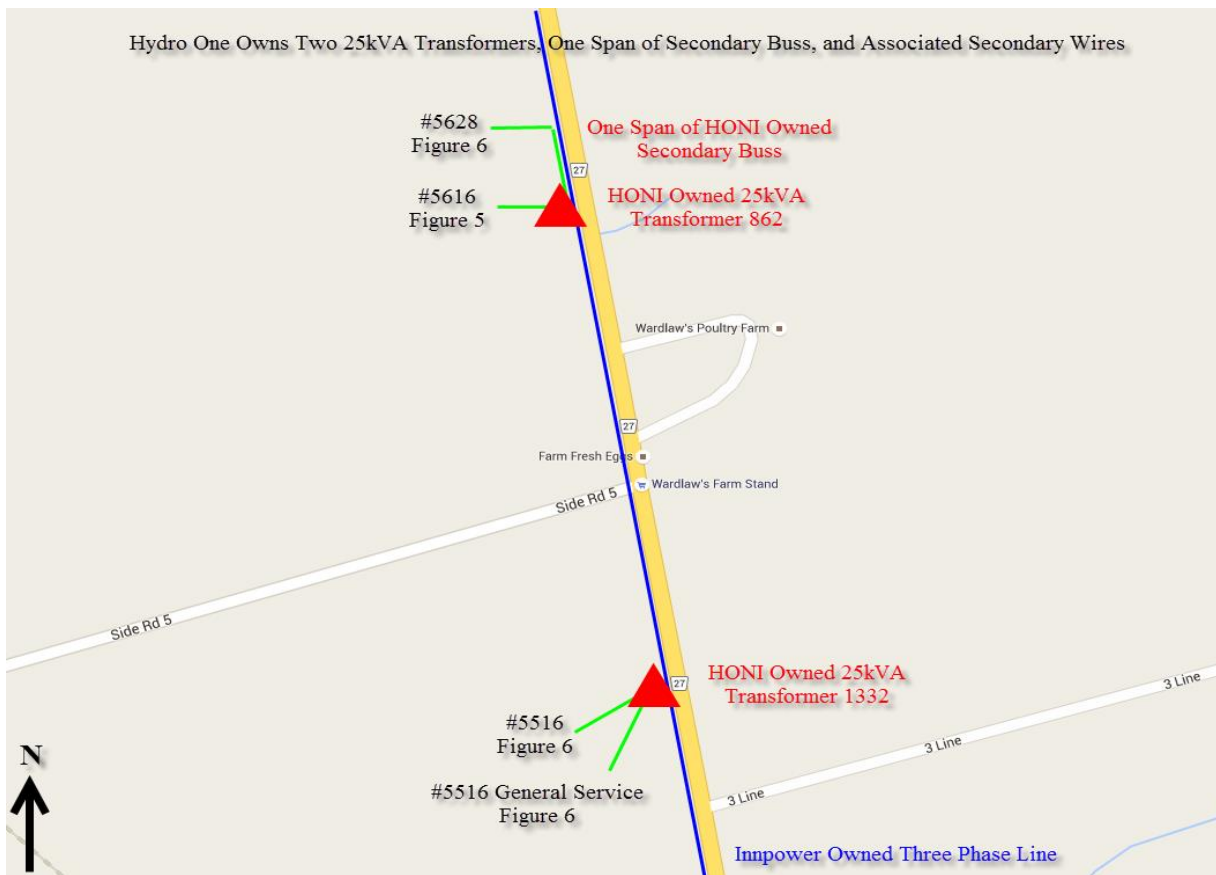 Hydro One Owns Two 25kVA Transformers, One Span of Secondary Buss, and Associated Secondary Wires
#5628
Figure 6
One Span of HONI Owned
Secondary Buss
27
#5616
Figure 5
HONI Owned 25kVA
Transformer 862
Wardlaw's Poultry Farm
27
Farm Fresh Eggs
Wardlaw's Farm Stand
Side Rd 5
Side Rd 5
HONI Owned 25kVA
Transformer 1332
27
3 Line
#5516
Figure 6
3 Line
#5516 General Service
Figure 6
3 Line
N
Innpower Owned Three Phase Line